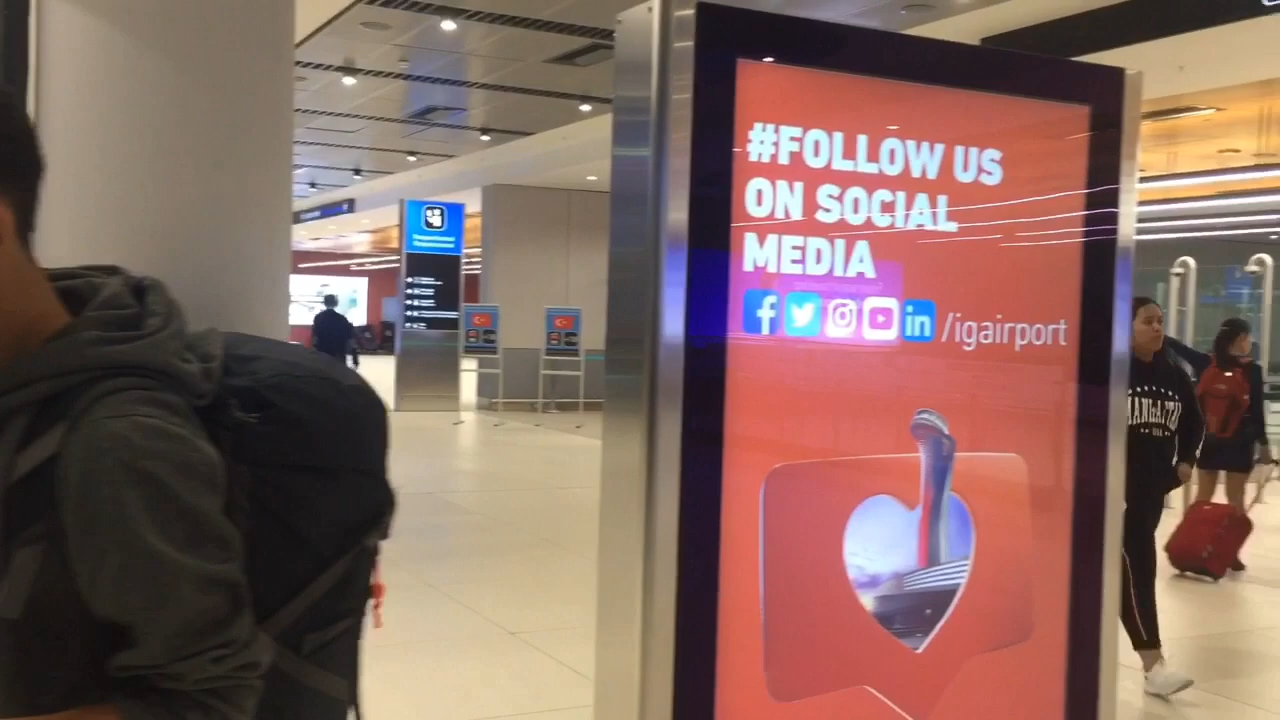 #FOLLOW US
ON SOCIAL
MEDIA
/igairport
MANHATTAN